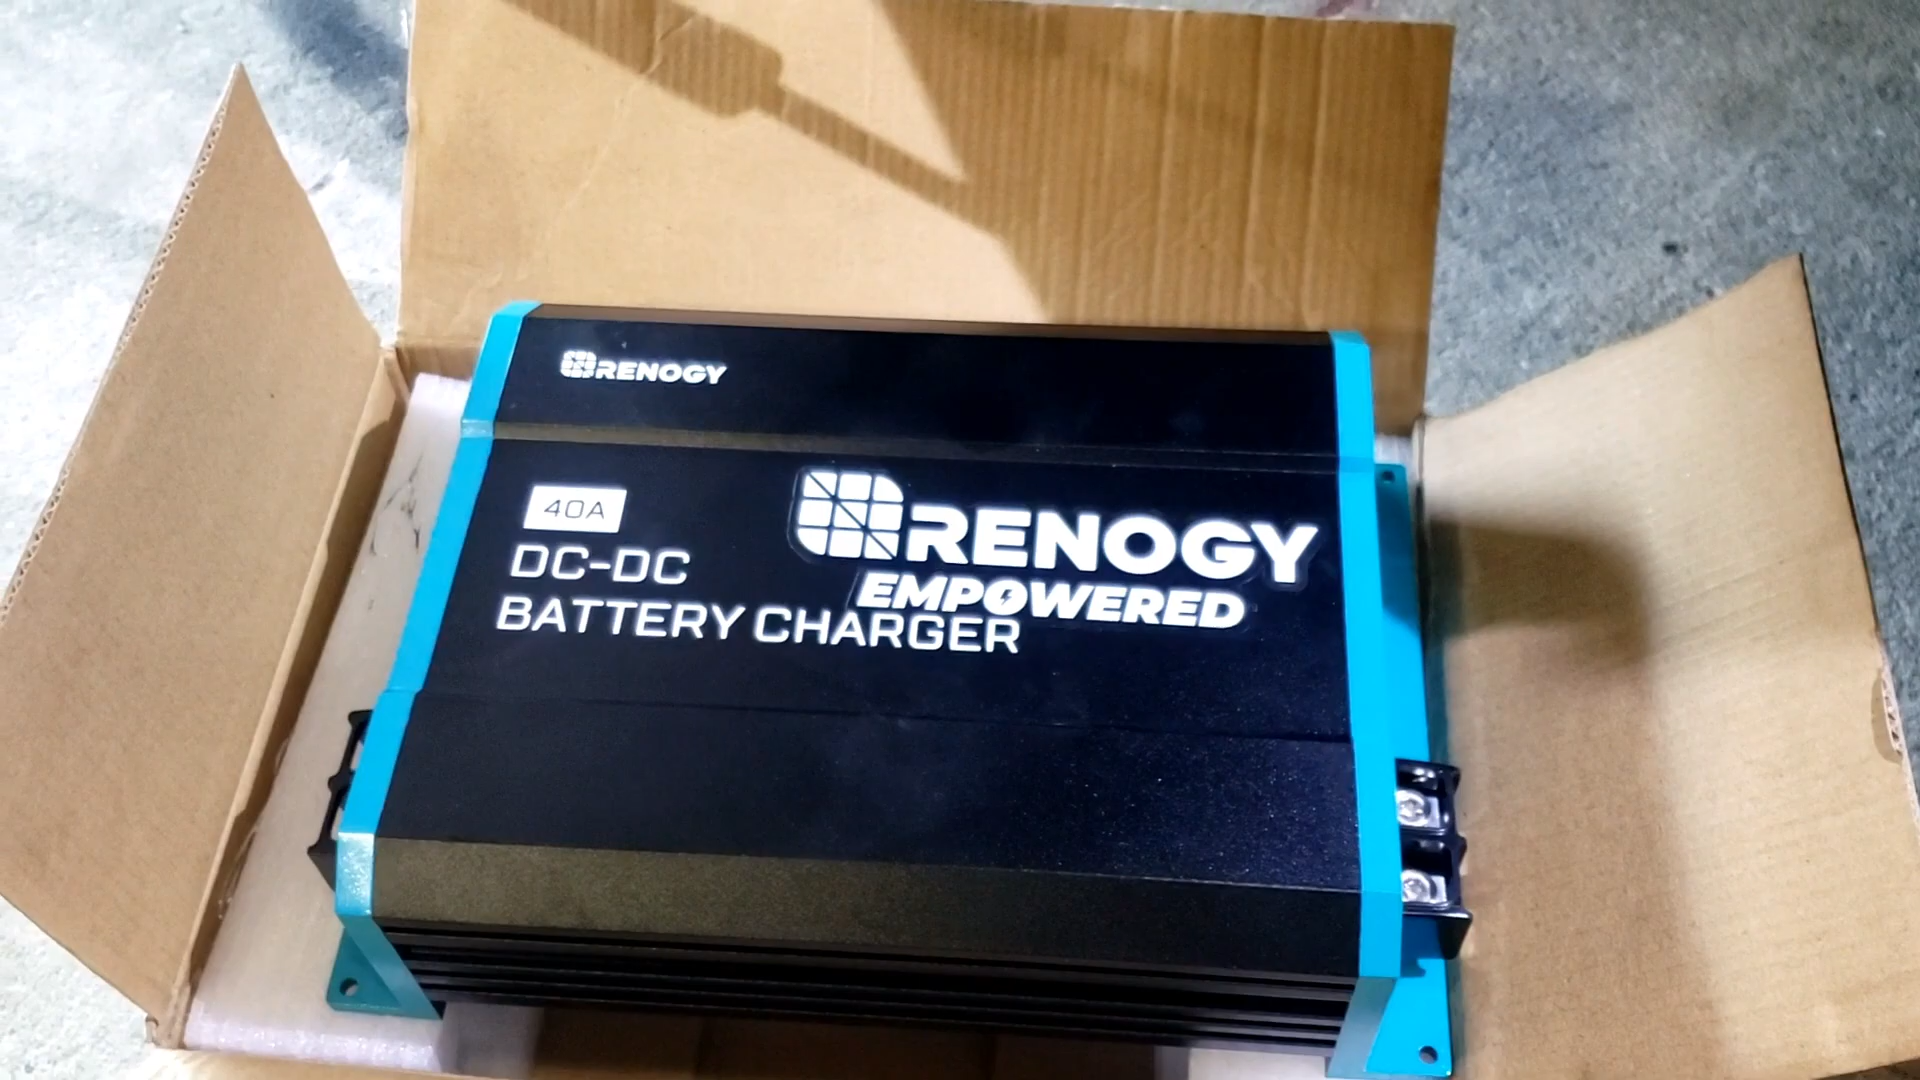 RENOGY
40A
DC-DC
BATTERY CHARGER
RENOGY
EMPOWERED